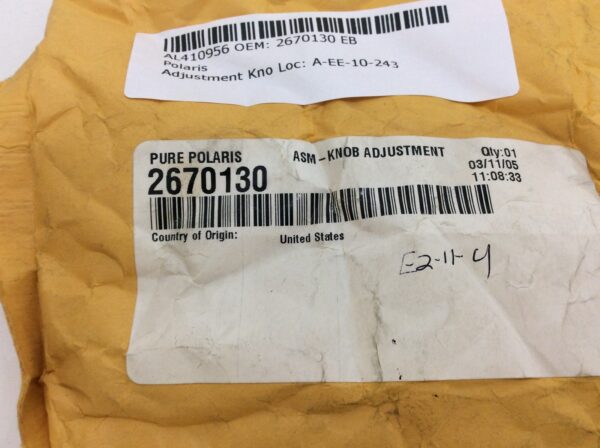 AL410956 OEM: 2670130 EB
Polaris
Adjustment Kno Loc: A-EE-10-243
PURE POLARIS ASM-KNOB ADJUSTMENT Qty:01
2670130 03/11/05
11:08:33
Country of Origin: United States
E2-11-4